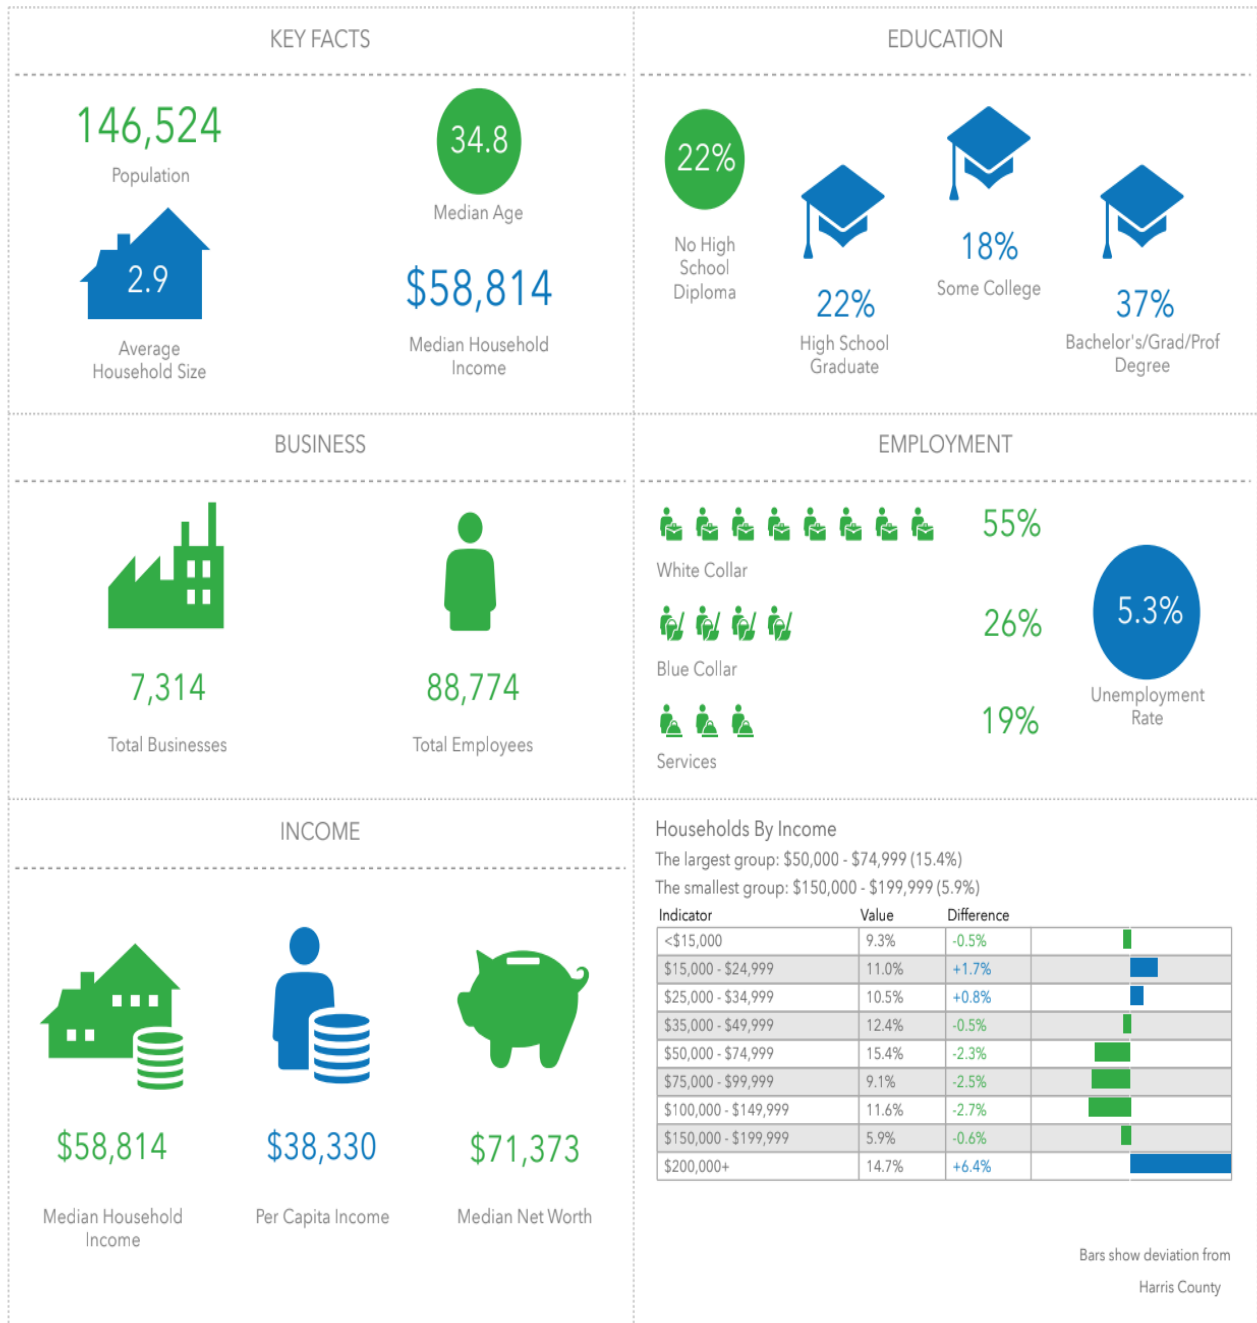 KEY FACTS
146,524
Population
34.8
Median Age
2.9
Average
Household Size
$58,814
Median Household
Income
EDUCATION
22%
No High
School
Diploma
22%
High School
Graduate
18%
Some College
37%
Bachelor's/Grad/Prof
Degree
BUSINESS
7,314
Total Businesses
88,774
Total Employees
EMPLOYMENT
55%
White Collar
26%
Blue Collar
19%
Services
5.3%
Unemployment
Rate
INCOME
$58,814
Median Household
Income
$38,330
Per Capita Income
$71,373
Median Net Worth
Households By Income
The largest group: $50,000 - $74,999 (15.4%)
The smallest group: $150,000 - $199,999 (5.9%)
Indicator Value Difference
<$15,000 9.3% -0.5%
$15,000 - $24,999 11.0% +1.7%
$25,000 - $34,999 10.5% +0.8%
$35,000 - $49,999 12.4% -0.5%
$50,000 - $74,999 15.4% -2.3%
$75,000 - $99,999 9.1% -2.5%
$100,000 - $149,999 11.6% -2.7%
$150,000 - $199,999 5.9% -0.6%
$200,000+ 14.7% +6.4%
Bars show deviation from
Harris County